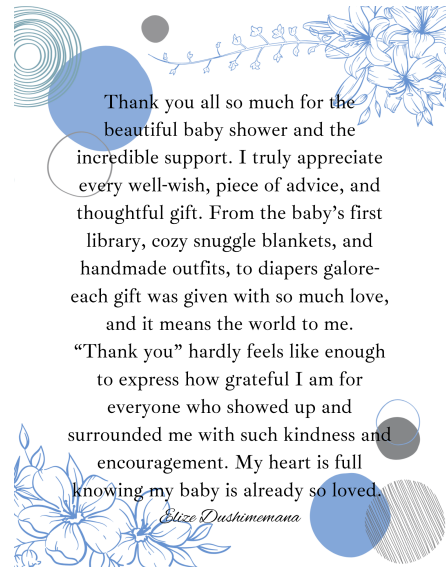 Thank you all so much for the
beautiful baby shower and the
incredible support. I truly appreciate
every well-wish, piece of advice, and
thoughtful gift. From the baby’s first
library, cozy snuggle blankets, and
handmade outfits, to diapers galore-
each gift was given with so much love,
and it means the world to me.
“Thank you” hardly feels like enough
to express how grateful I am for
everyone who showed up and
surrounded me with such kindness and
encouragement. My heart is full
knowing my baby is already so loved.
Elize Dushimemana